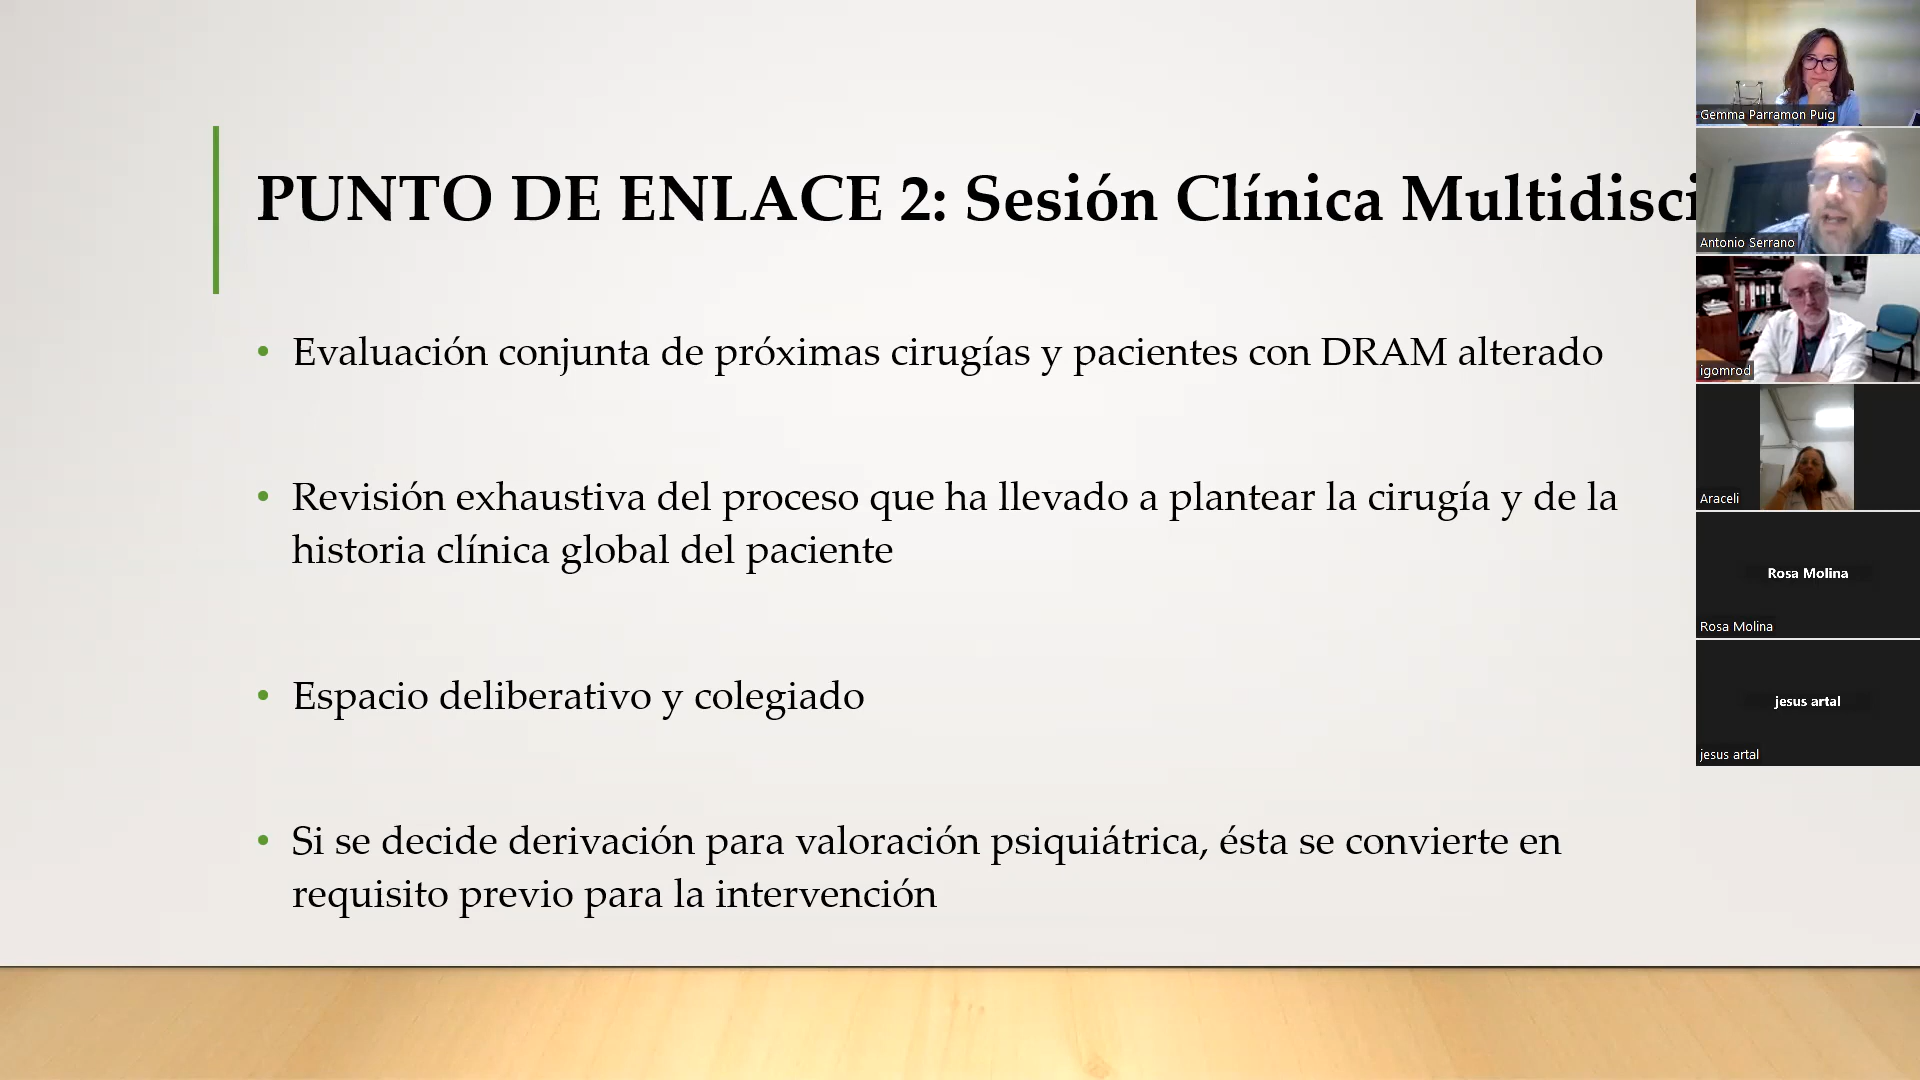 PUNTO DE ENLACE 2: Sesión Clínica Multidisci
• Evaluación conjunta de próximas cirugías y pacientes con DRAM alterado
• Revisión exhaustiva del proceso que ha llevado a plantear la cirugía y de la
historia clínica global del paciente
• Espacio deliberativo y colegiado
• Si se decide derivación para valoración psiquiátrica, ésta se convierte en
requisito previo para la intervención
Gemma Parramon Puig
Antonio Serrano
igomrod
Araceli
Rosa Molina
Rosa Molina
jesus artal
jesus artal